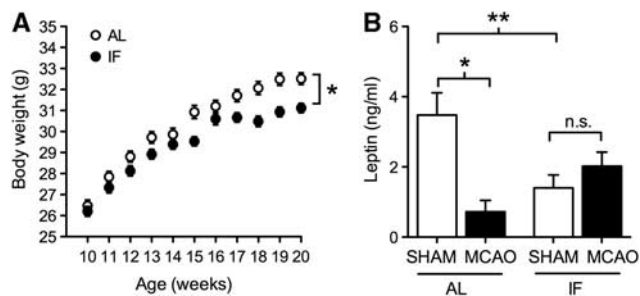 A
AL
IF
Body weight (g)
35
34
33
32
31
30
29
28
27
26
25
*
10 11 12 13 14 15 16 17 18 19 20
Age (weeks)
B
Leptin (ng/ml)
6
4
2
0
**
*
n.s.
SHAM MCAO SHAM MCAO
AL IF